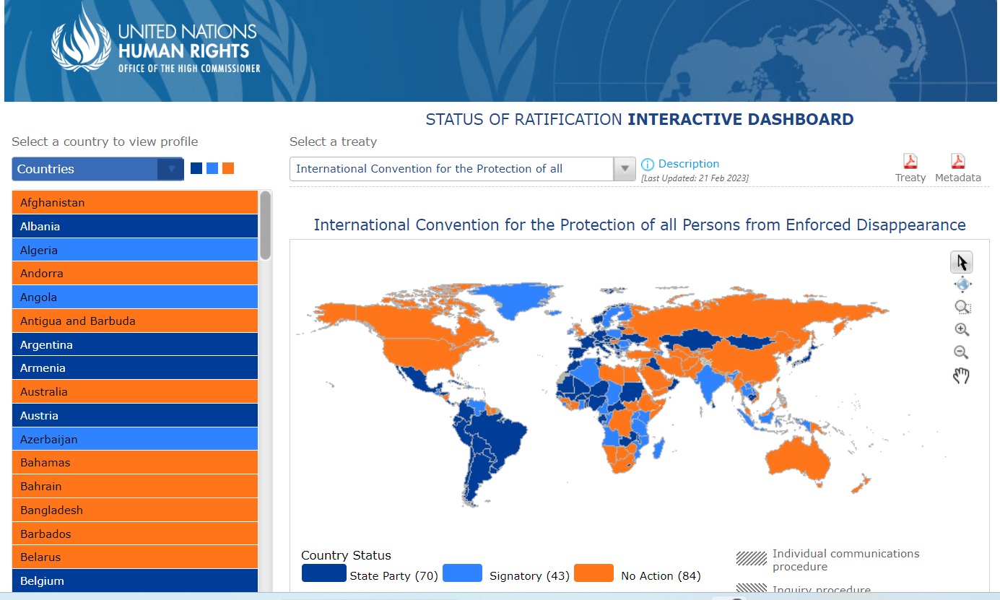 UNITED NATIONS
HUMAN RIGHTS
OFFICE OF THE HIGH COMMISSIONER
STATUS OF RATIFICATION INTERACTIVE DASHBOARD
Select a country to view profile
Select a treaty
Countries
International Convention for the Protection of all
Description
[Last Updated: 21 Feb 2023]
Treaty
Metadata
Afghanistan
Albania
Algeria
Andorra
Angola
Antigua and Barbuda
Argentina
Armenia
Australia
Austria
Azerbaijan
Bahamas
Bahrain
Bangladesh
Barbados
Belarus
Belgium
International Convention for the Protection of all Persons from Enforced Disappearance
Country Status
State Party (70)
Signatory (43)
No Action (84)
Individual communications
procedure
Inquiry procedure